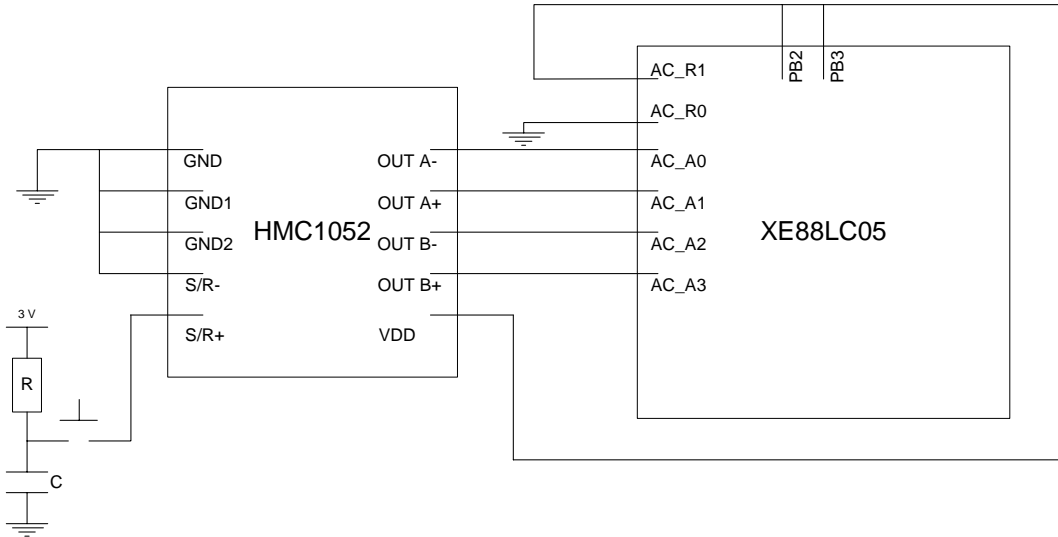 PB2
PB3
AC_R1
AC_R0
GND
OUT A-
AC_A0
GND1
OUT A+
AC_A1
HMC1052
XE88LC05
GND2
OUT B-
AC_A2
S/R-
OUT B+
AC_A3
3 V
S/R+
VDD
R
C